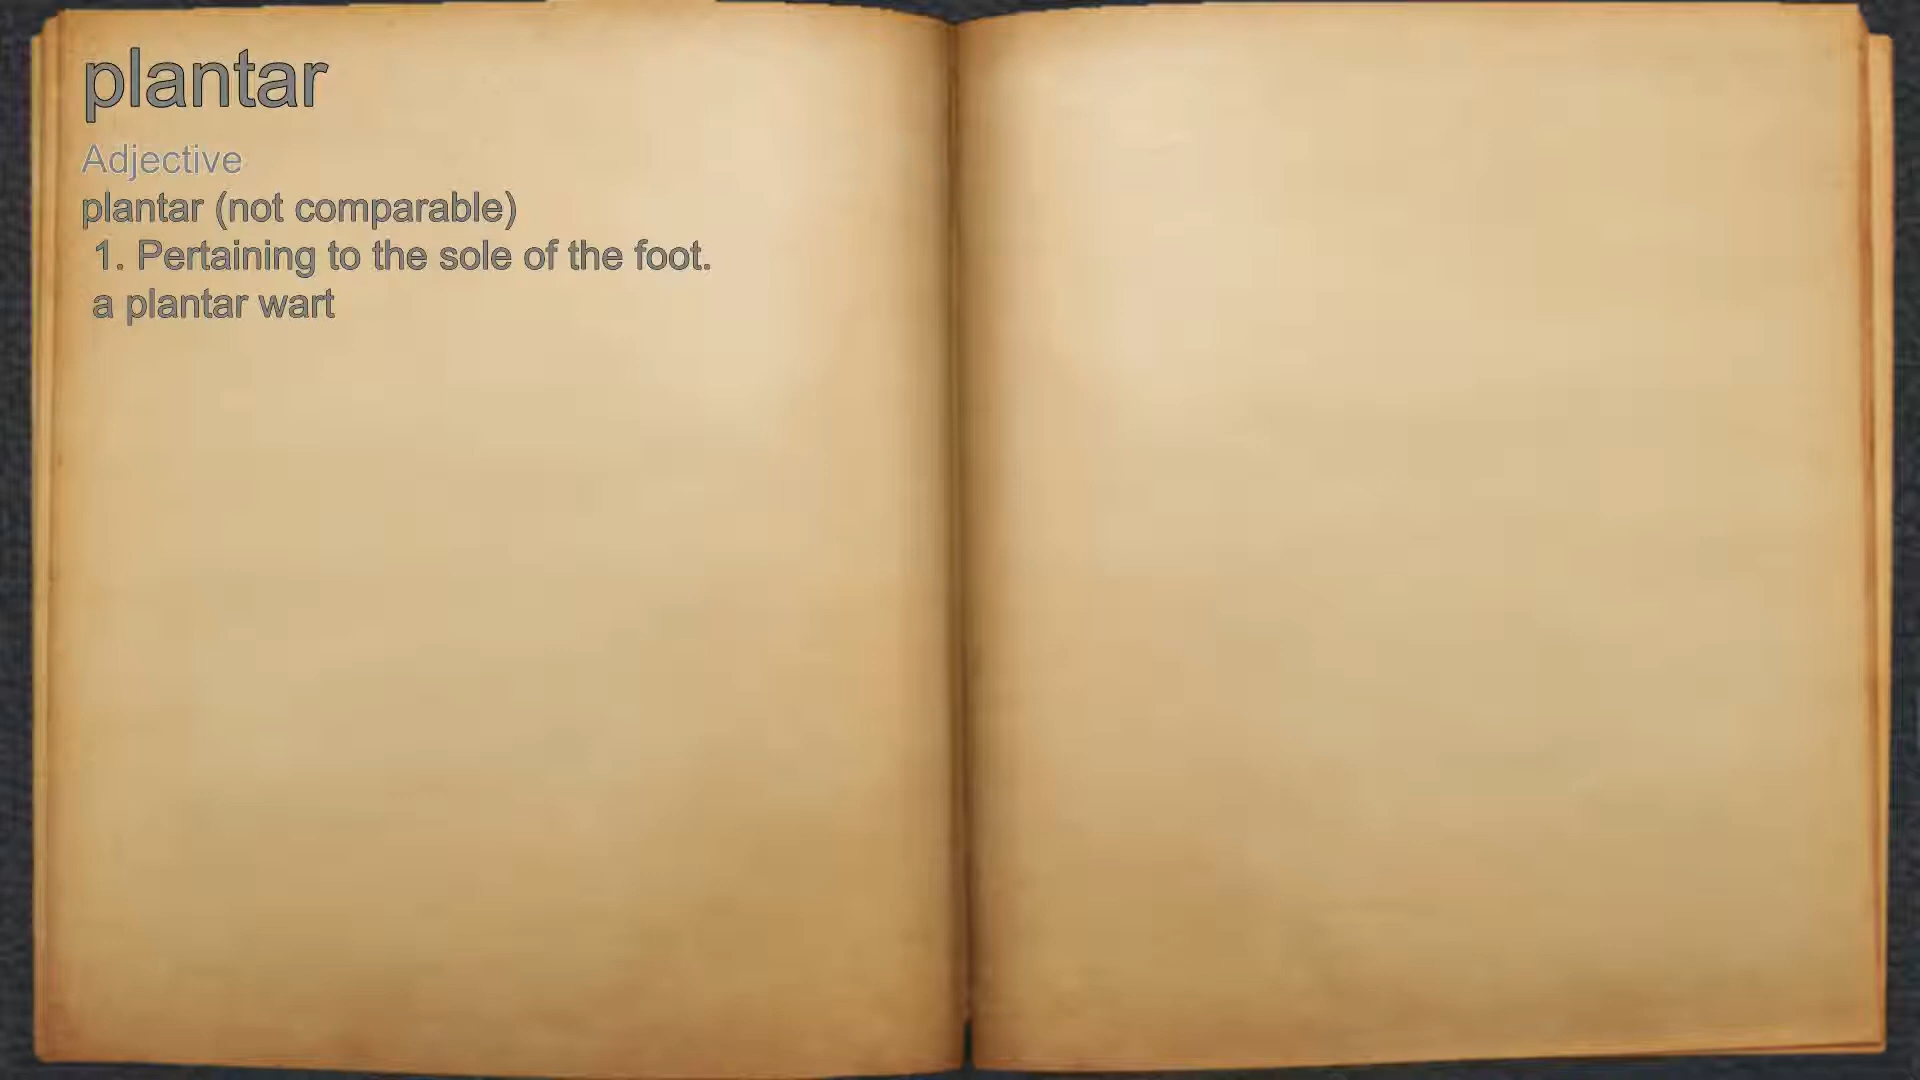 plantar
Adjective
plantar (not comparable)
1. Pertaining to the sole of the foot.
a plantar wart